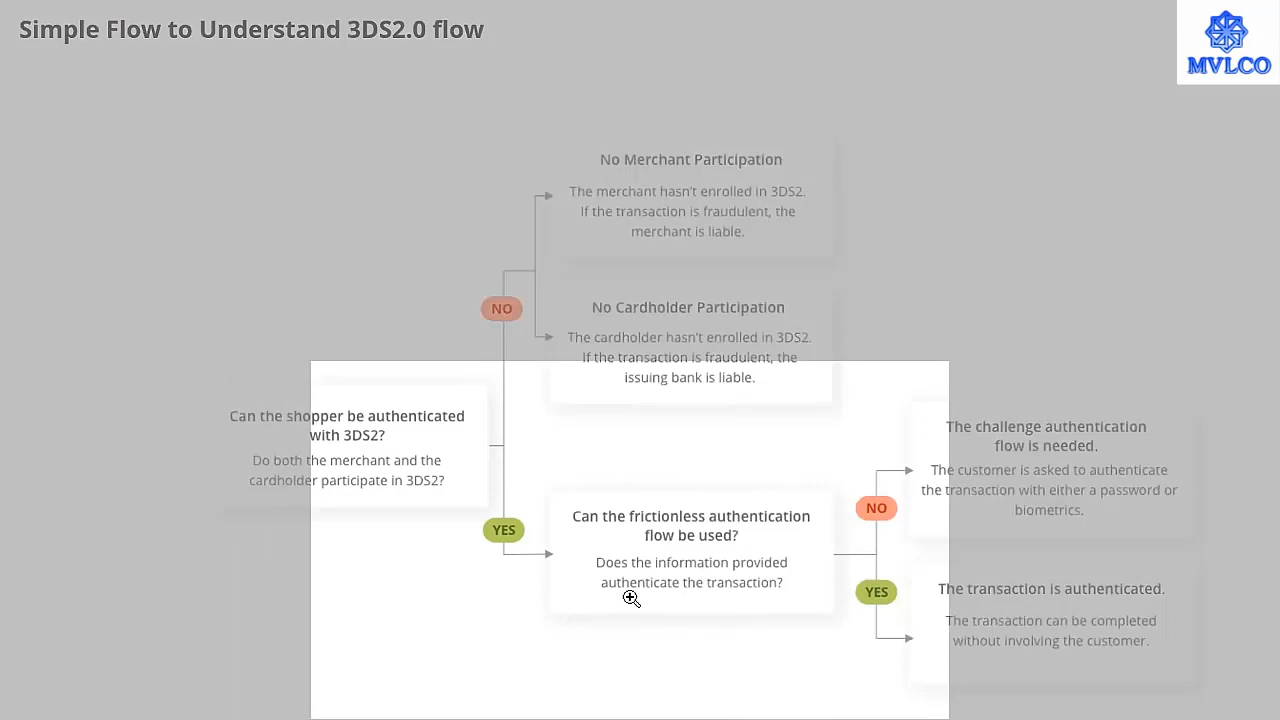 Simple Flow to Understand 3DS2.0 flow
MVLCO
No Merchant Participation
The merchant hasn't enrolled in 3DS2.
If the transaction is fraudulent, the
merchant is liable.
NO
No Cardholder Participation
The cardholder hasn't enrolled in 3DS2.
If the transaction is fraudulent, the
issuing bank is liable.
Can the shopper be authenticated
with 3DS2?
Do both the merchant and the
cardholder participate in 3DS2?
YES
Can the frictionless authentication
flow be used?
Does the information provided
authenticate the transaction?
NO
The challenge authentication
flow is needed.
The customer is asked to authenticate
the transaction with either a password or
biometrics.
YES
The transaction is authenticated.
The transaction can be completed
without involving the customer.